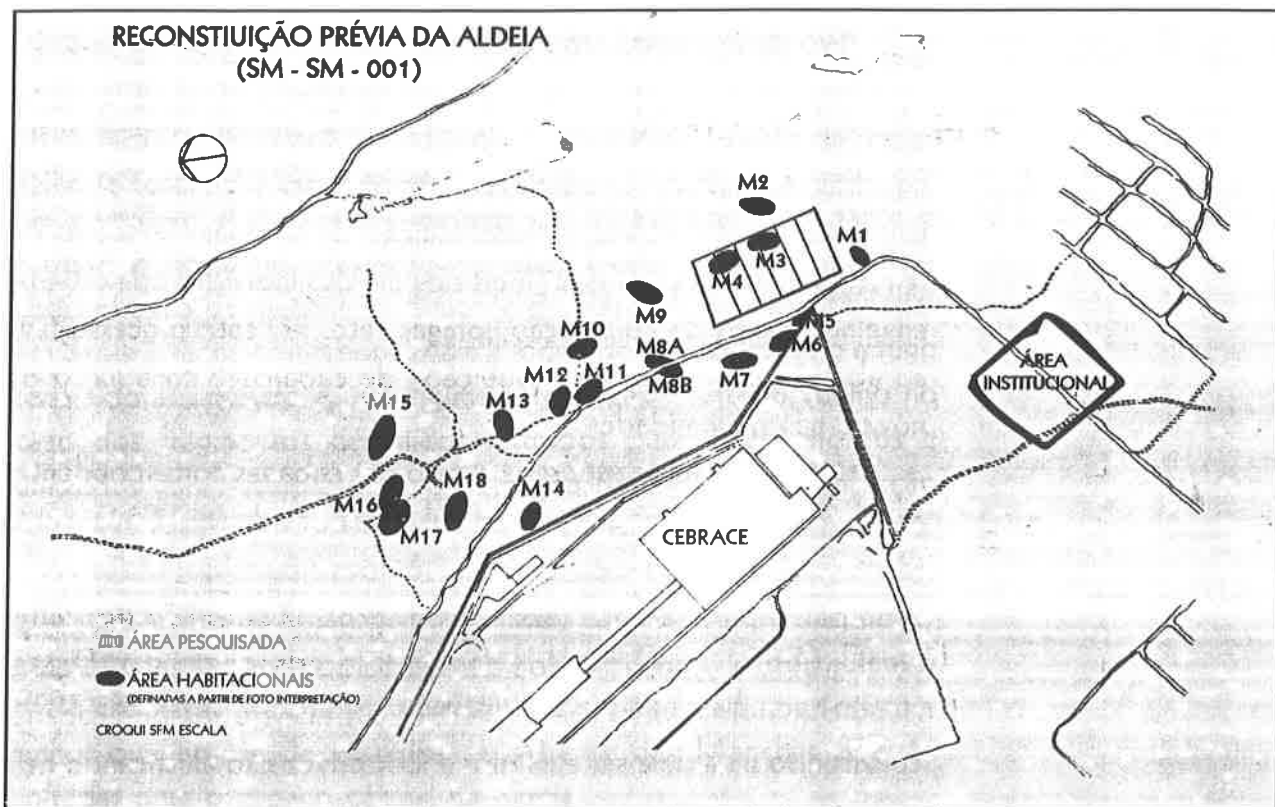 RECONSTIUIÇÃO PRÉVIA DA ALDEIA
(SM - SM - 001)
M2
M1
M3
M4
M9
M5
M6
M10
M8A
M7
M8B
M12
M11
ÁREA
INSTITUCIONAL
M15
M13
M18
M14
M16
M17
CEBRACE
ÁREA PESQUISADA
ÁREA HABITACIONAIS
(DEFINADAS A PARTIR DE FOTO INTERPRETAÇÃO)
CROQUI SFM ESCALA